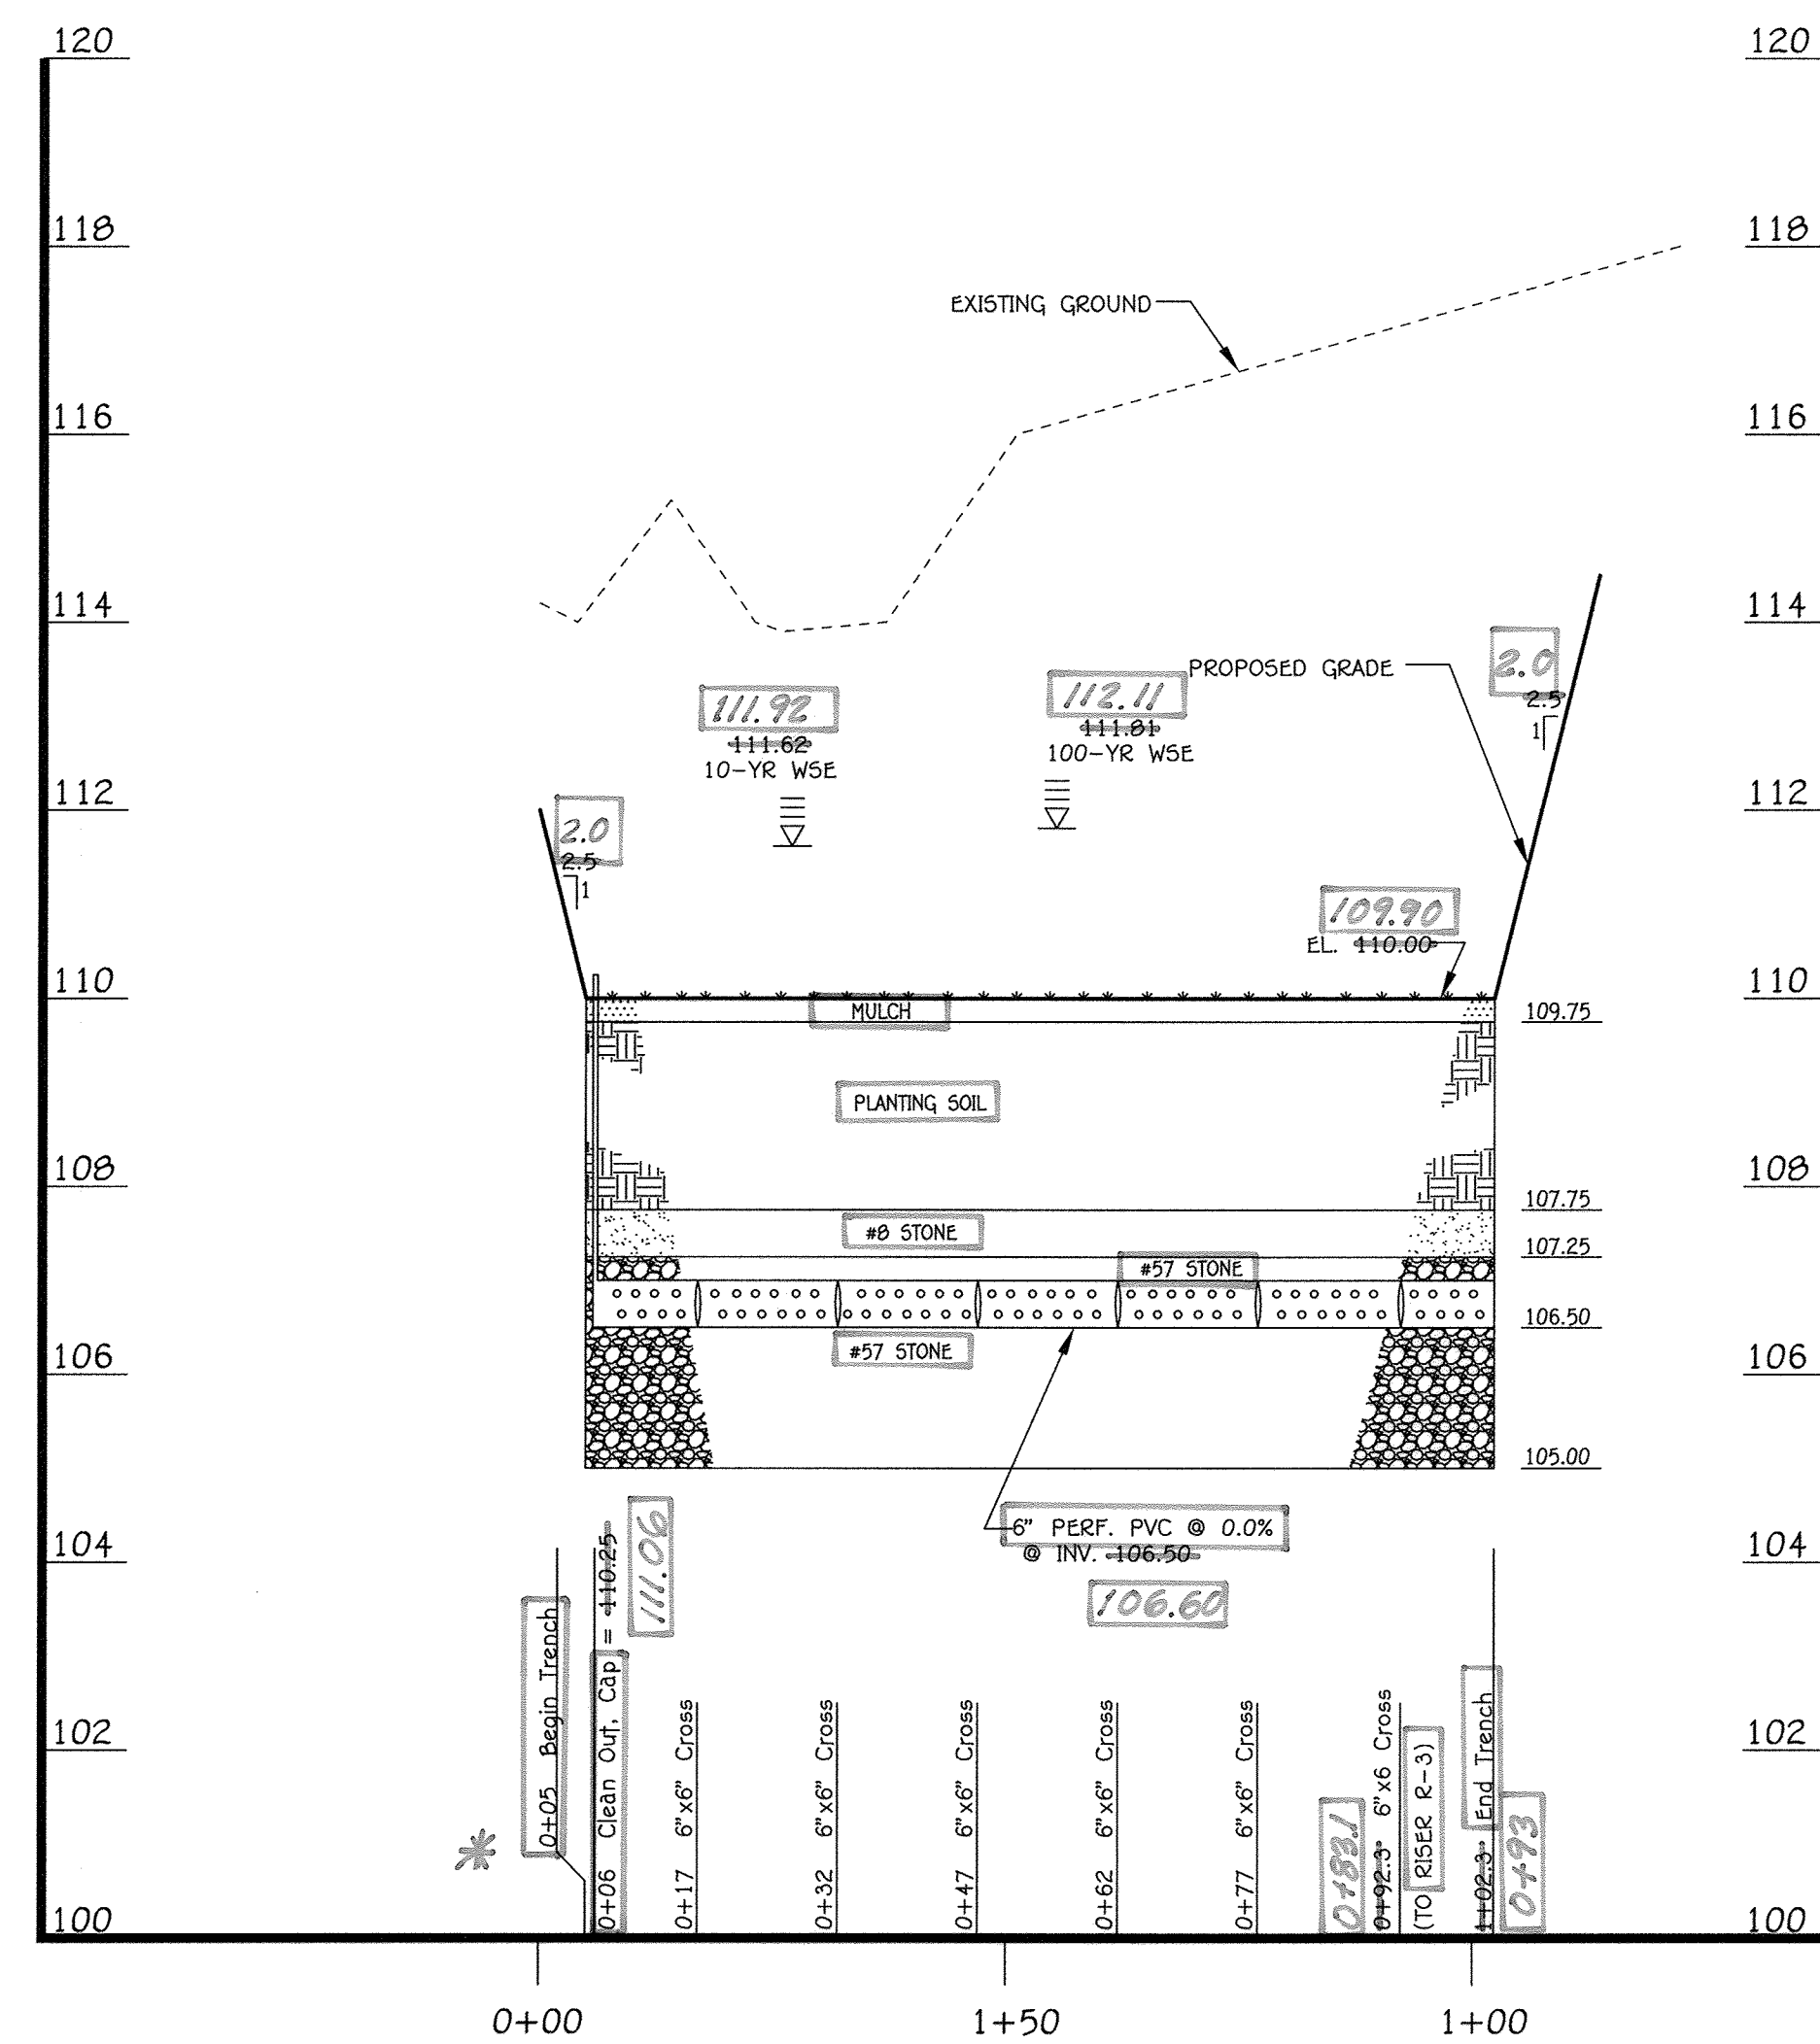 120 120
118 118
EXISTING GROUND
116 116
114 114
2.0
PROPOSED GRADE
111.92 112.11
2.5
1
111.62 111.81
10-YR WSE 100-YR WSE
112 112
2.0
2.5
1
109.90
EL. 110.00
110 110
MULCH 109.75
PLANTING SOIL
108 108
107.75
#8 STONE
107.25
#57 STONE
106.50
#57 STONE
106 106
105.00
6" PERF. PVC @ 0.0%
@ INV. 106.50
104 104
106.60
102 102
0+05 Begin Trench
0+06 Clean Out, Cap = 110.25
111.06
0+17 6"x6" Cross
0+32 6"x6" Cross
0+47 6"x6" Cross
0+62 6"x6" Cross
0+77 6"x6" Cross
0+83.1
0+92.3" 6"x6 Cross
(TO RISER R-3)
1+02.3" End Trench
0+93
*
100 100
0+00 1+50 1+00